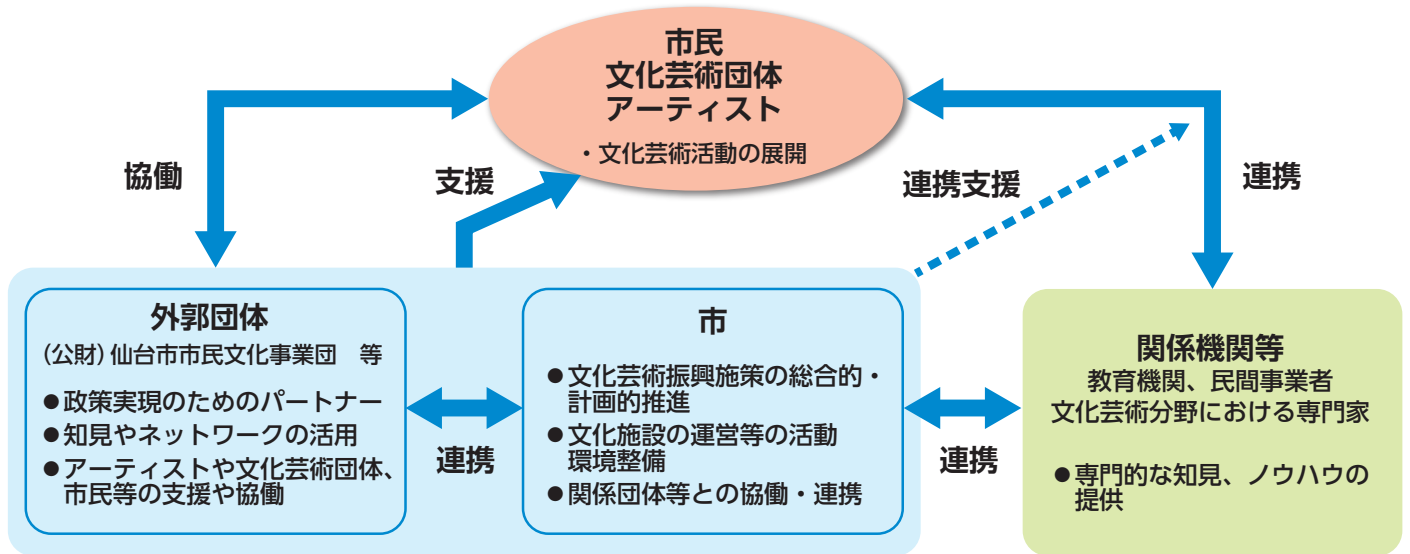 市民
文化芸術団体
アーティスト
・文化芸術活動の展開
協働
支援
連携支援
連携
外郭団体
（公財）仙台市市民文化事業団　等
●政策実現のためのパートナー
●知見やネットワークの活用
●アーティストや文化芸術団体、
市民等の支援や協働
連携
市
●文化芸術振興施策の総合的・
計画的推進
●文化施設の運営等の活動
環境整備
●関係団体等との協働・連携
連携
関係機関等
教育機関、民間事業者
文化芸術分野における専門家
●専門的な知見、ノウハウの
提供